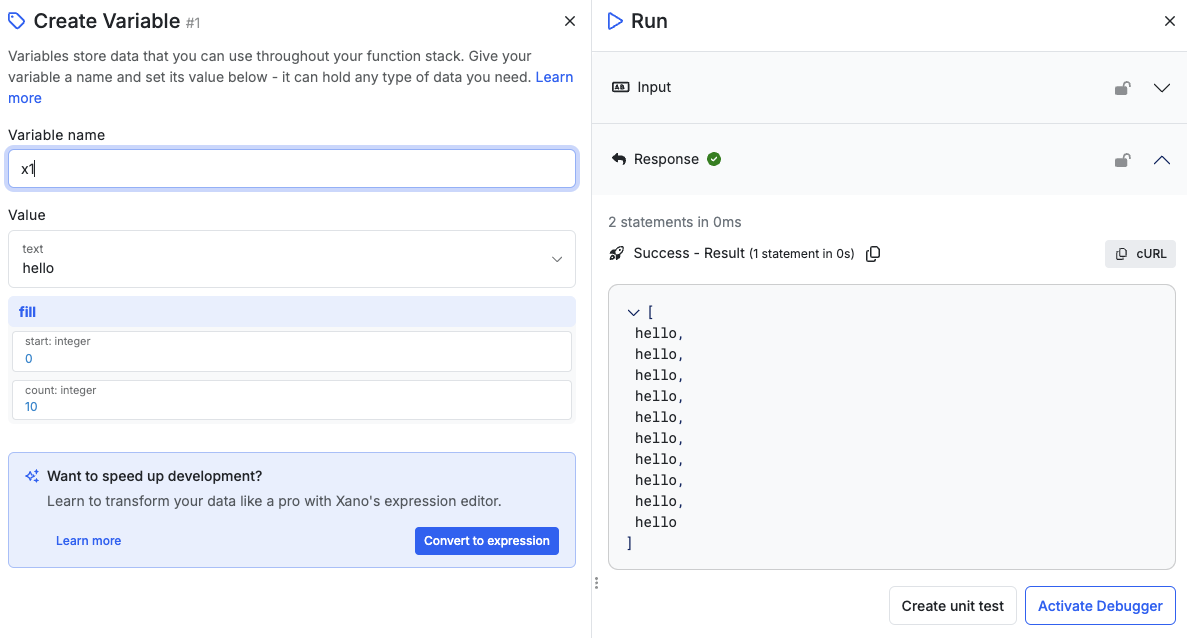 Create Variable #1
Variables store data that you can use throughout your function stack. Give your
variable a name and set its value below - it can hold any type of data you need. Learn
more
Variable name
x1
Value
text
hello
fill
start: integer
0
count: integer
10
Want to speed up development?
Learn to transform your data like a pro with Xano's expression editor.
Learn more
Convert to expression
Run
Input
Response
2 statements in 0ms
Success - Result (1 statement in 0s)
cURL
[
hello,
hello,
hello,
hello,
hello,
hello,
hello,
hello,
hello,
hello
]
Create unit test
Activate Debugger